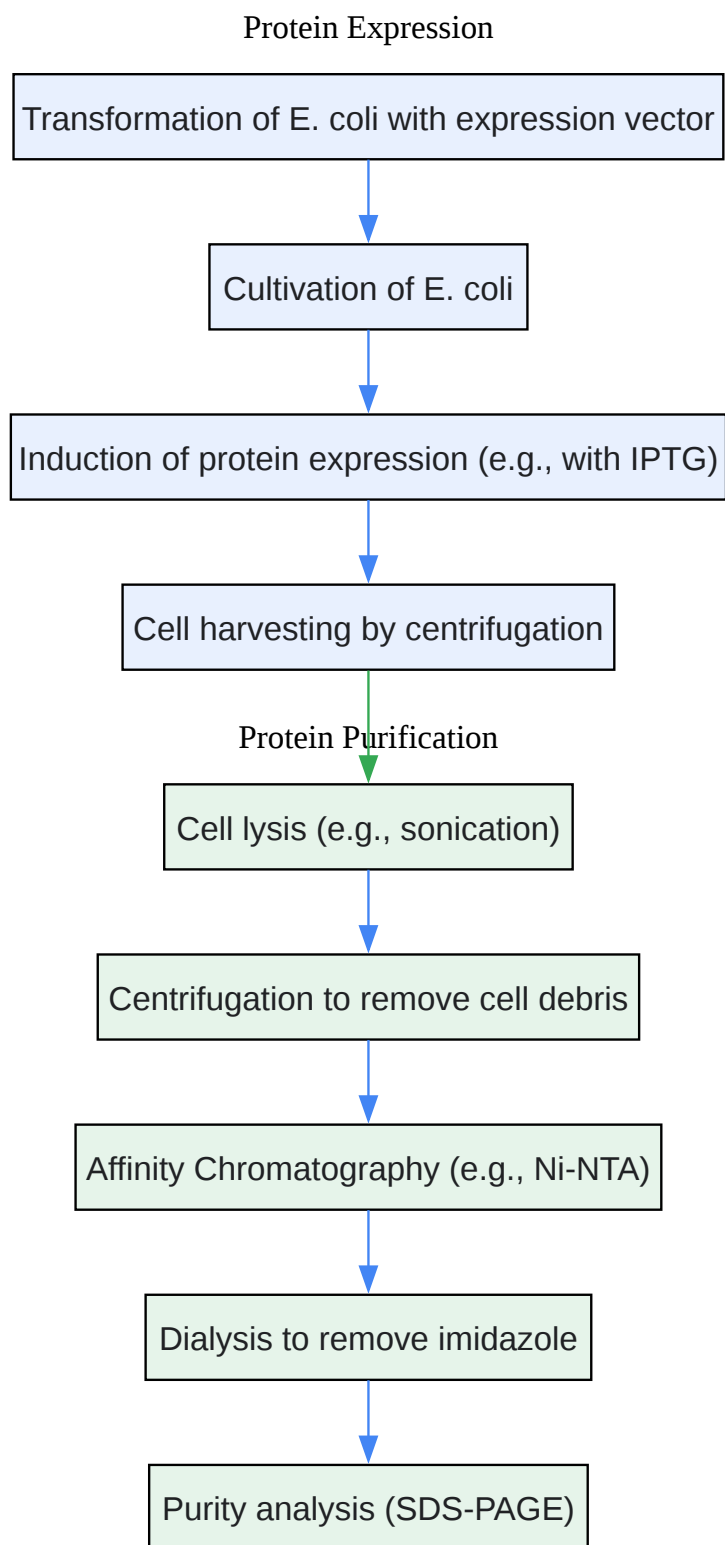 Protein Expression
Transformation of E. coli with expression vector
Cultivation of E. coli
Induction of protein expression (e.g., with IPTG)
Cell harvesting by centrifugation
Protein Purification
Cell lysis (e.g., sonication)
Centrifugation to remove cell debris
Affinity Chromatography (e.g., Ni-NTA)
Dialysis to remove imidazole
Purity analysis (SDS-PAGE)